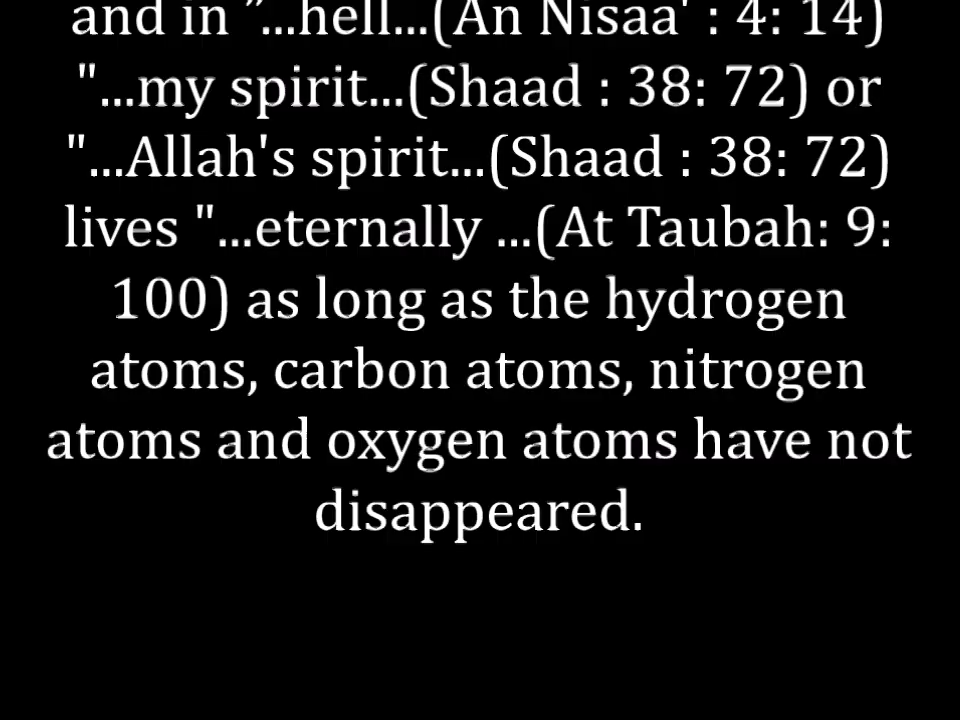 and in "...hell...(An Nisaa' : 4: 14)
"...my spirit...(Shaad : 38: 72) or
"...Allah's spirit...(Shaad : 38: 72)
lives "...eternally ...(At Taubah: 9:
100) as long as the hydrogen
atoms, carbon atoms, nitrogen
atoms and oxygen atoms have not
disappeared.